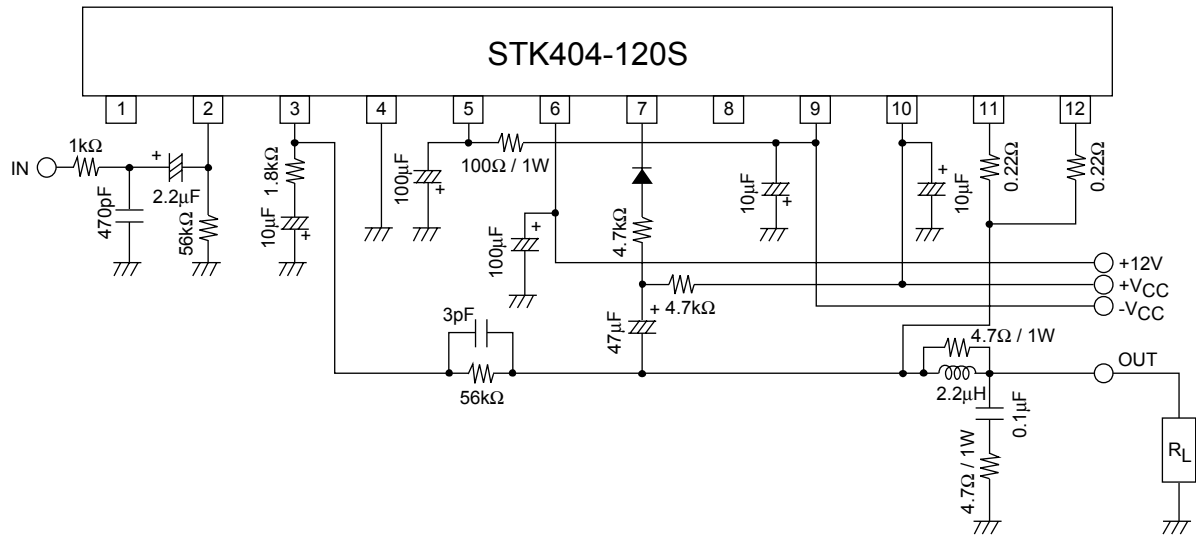 STK404-120S
1 2 3 4 5 6 7 8 9 10 11 12
IN
1kΩ
470pF
+
2.2µF
56kΩ
1.8kΩ
10µF
+
100µF
+
100Ω / 1W
100µF
+
4.7kΩ
10µF
+
+
10µF
0.22Ω
0.22Ω
+12V
+VCC
-VCC
4.7kΩ
+
47µF
3pF
56kΩ
4.7Ω / 1W
2.2µH
OUT
0.1µF
4.7Ω / 1W
RL